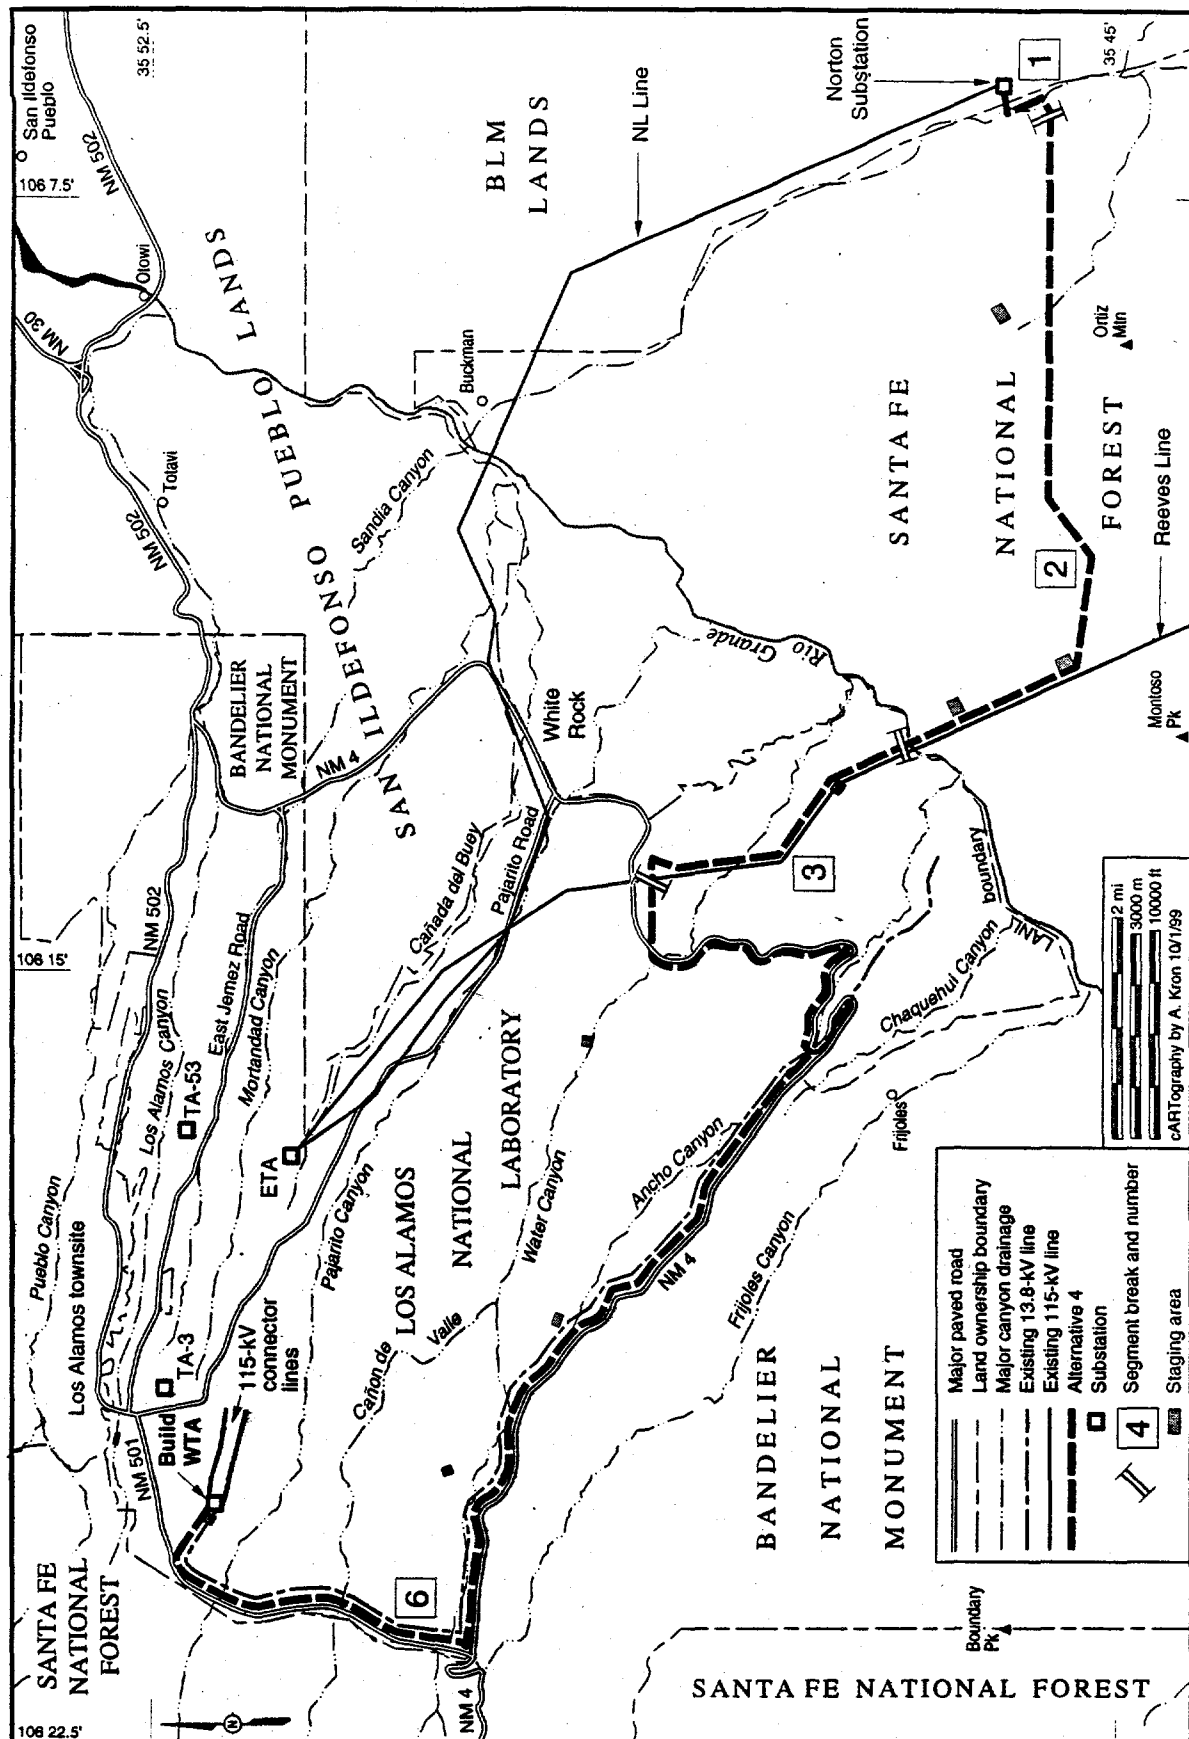 106 22.5'
SANTA FE
NATIONAL
FOREST
NM 501
Build
WTA
TA-3
115-kV
connector
lines
Los Alamos townsite
Pueblo Canyon
Los Alamos Canyon
TA-53
East Jemez Road
Mortandad Canyon
NM 502
106 15'
ETA
Pajarito Canyon
Cañada del Buey
Pajarito Road
BANDELIER
NATIONAL
MONUMENT
NM 4
NM 502
Totavi
NM 30
Otowi
NM 502
106 7.5'
San Ildefonso
Pueblo
35 52.5'
SAN ILDEFONSO PUEBLO LANDS
Sandia Canyon
Buckman
BLM
LANDS
NL Line
Norton
Substation
1
35 45'
White
Rock
Rio
Grande
SANTA FE
NATIONAL
FOREST
Ortiz
Mtn
2
Reeves Line
Montoso
Pk
3
LOS ALAMOS
NATIONAL
LABORATORY
Cañon de
Valle
Water Canyon
Ancho Canyon
NM 4
Frijoles Canyon
Frijoles
Chaquehui Canyon
LANL
boundary
6
NM 4
BANDELIER
NATIONAL
MONUMENT
Boundary
Pk
SANTA FE NATIONAL FOREST
Major paved road
Land ownership boundary
Major canyon drainage
Existing 13.8-kV line
Existing 115-kV line
Alternative 4
Substation
4
Segment break and number
Staging area
2 mi
3000 m
10000 ft
cARTography by A. Kron 10/1/99
N